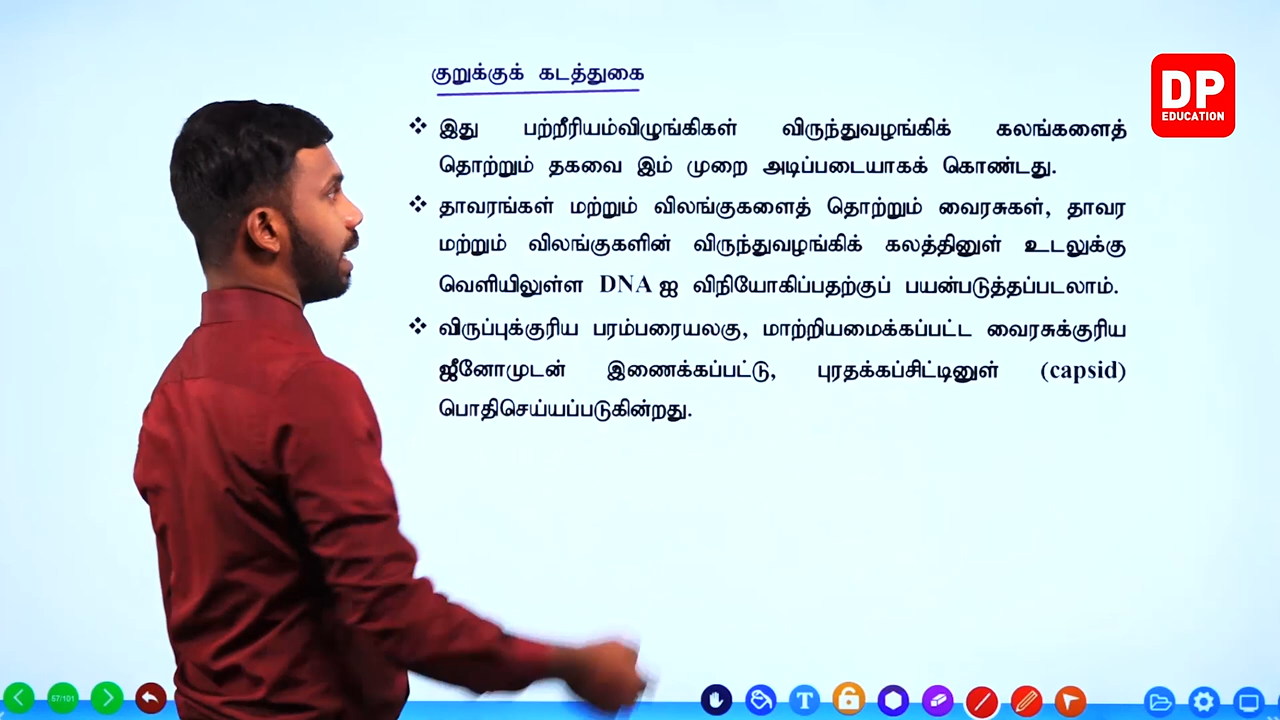 குறுக்குக் கடத்துகை
DP
EDUCATION
❖ இது பற்றீரியம்விழுங்கிகள் விருந்துவழங்கிக் கலங்களைத்
தொற்றும் தகவை இம் முறை அடிப்படையாகக் கொண்டது.
❖ தாவரங்கள் மற்றும் விலங்குகளைத் தொற்றும் வைரசுகள், தாவர
மற்றும் விலங்குகளின் விருந்துவழங்கிக் கலத்தினுள் உடலுக்கு
வெளியிலுள்ள DNA ஐ விநியோகிப்பதற்குப் பயன்படுத்தப்படலாம்.
❖ விருப்புக்குரிய பரம்பரையலகு, மாற்றியமைக்கப்பட்ட வைரசுக்குரிய
ஜீனோமுடன் இணைக்கப்பட்டு, புரதக்கப்சிட்டினுள் (capsid)
பொதிசெய்யப்படுகின்றது.
57/101
T